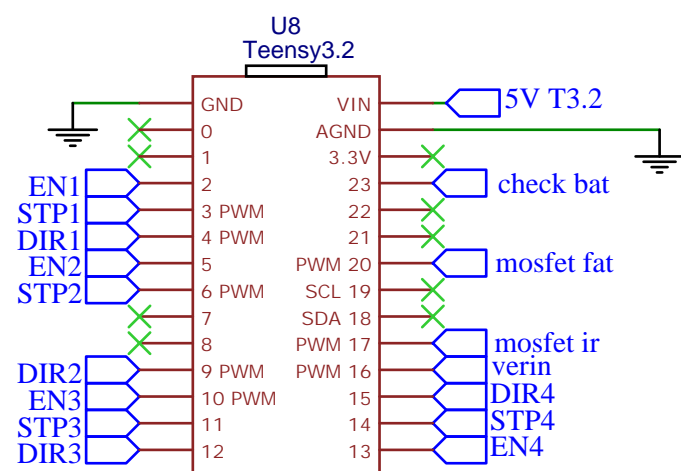 U8
Teensy3.2
GND VIN 5V T3.2
0 AGND
1 3.3V
EN1 2 23 check bat
STP1 3 PWM 22
DIR1 4 PWM 21
EN2 5 PWM 20 mosfet fat
STP2 6 PWM SCL 19
7 SDA 18
8 PWM 17 mosfet ir
DIR2 9 PWM PWM 16 verin
EN3 10 PWM 15 DIR4
STP3 11 14 STP4
DIR3 12 13 EN4